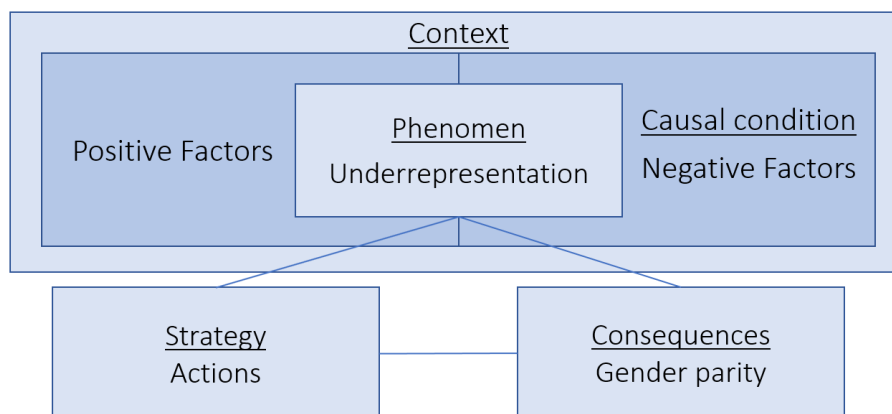 Context
Positive Factors
Phenomen
Underrepresentation
Causal condition
Negative Factors
Strategy
Actions
Consequences
Gender parity